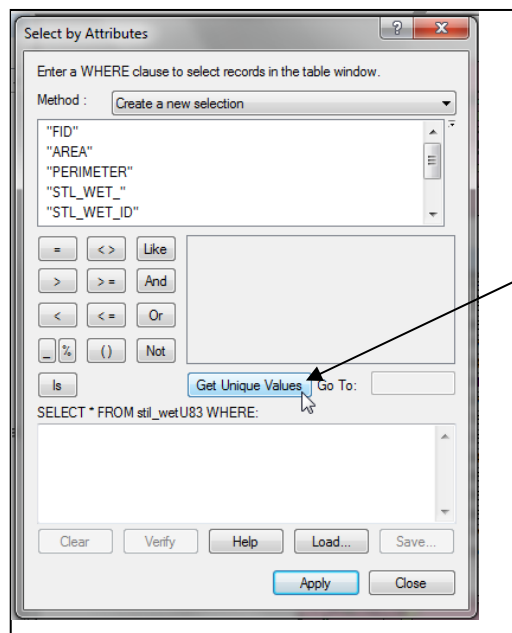 Select by Attributes
Enter a WHERE clause to select records in the table window.
Method : Create a new selection
"FID"
"AREA"
"PERIMETER"
"STL_WET_"
"STL_WET_ID"
= < > Like
> > = And
< < = Or
_ % () Not
Is Get Unique Values Go To:
SELECT * FROM stil_wetU83 WHERE:
Clear Verify Help Load... Save...
Apply Close